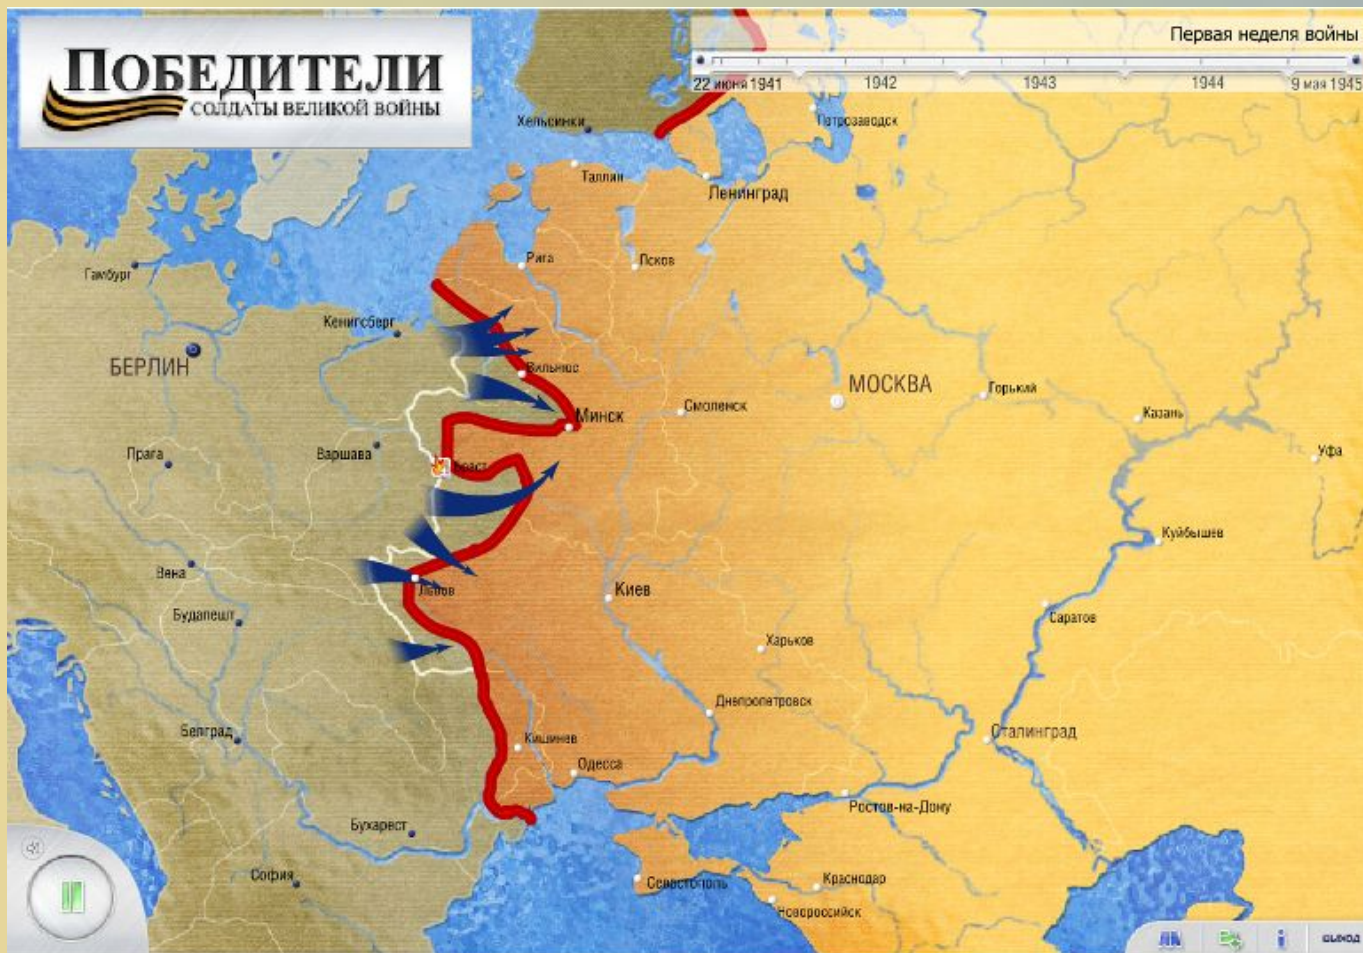 ПОБЕДИТЕЛИ
СОЛДАТЫ ВЕЛИКОЙ ВОЙНЫ
Первая неделя войны
22 июня 1941
1942
1943
1944
9 мая 1945
Хельсинки
Петрозаводск
Таллин
Ленинград
Рига
Псков
Гамбург
Кенигсберг
БЕРЛИН
Вильнюс
МОСКВА
Горький
Минск
Смоленск
Казань
Прага
Варшава
Брест
Уфа
Куйбышев
Вена
Львов
Киев
Будапешт
Саратов
Харьков
Днепропетровск
Белград
Кишинев
Сталинград
Одесса
Ростов-на-Дону
Бухарест
София
Севастополь
Краснодар
Новороссийск
ВЫХОД